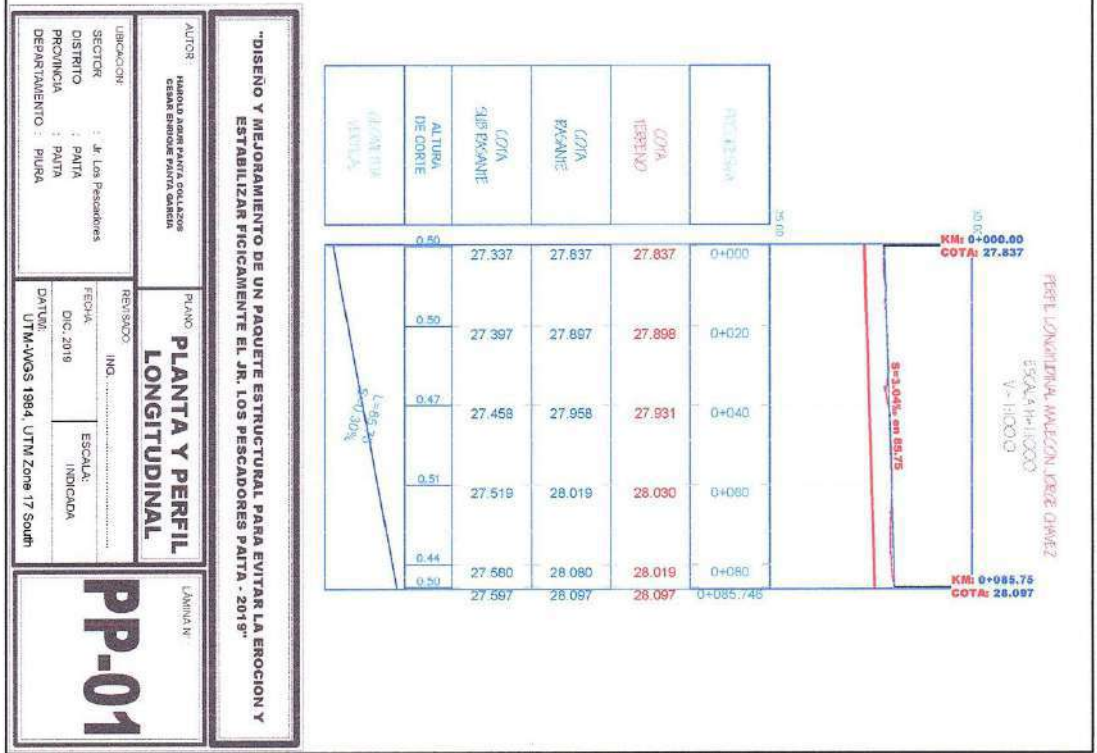 PERFIL LONGITUDINAL MALECON JORGE CHAVEZ
ESCALA H=1:1000
30.00
25.00
KM: 0+000.00
COTA: 27.837
KM: 0+085.75
COTA: 28.097
S=3.04‰ en 85.75
PROGRESIVA
0+000
0+020
0+040
0+060
0+080
0+085.746
COTA
TERRENO
27.837
27.898
27.931
28.030
28.019
28.097
COTA
RASANTE
27.837
27.897
27.958
28.019
28.080
28.097
COTA
SUB RASANTE
27.337
27.397
27.458
27.519
27.580
27.597
ALTURA
DE CORTE
0.50
0.50
0.47
0.51
0.44
0.50
S=0.30%
"DISEÑO Y MEJORAMIENTO DE UN PAQUETE ESTRUCTURAL PARA EVITAR LA EROCION Y
ESTABILIZAR FICICAMENTE EL JR. LOS PESCADORES PAITA - 2019"
AUTOR :
HAROLD AGUR PANTA COLLAZOS
CESAR ENRIQUE PANTA GARCIA
UBICACION:
SECTOR : Jr. Los Pescadores
DISTRITO : PAITA
PROVINCIA : PAITA
DEPARTAMENTO : PIURA
PLANO
PLANTA Y PERFIL
LONGITUDINAL
REVISADO
ING. ..............................
FECHA:
DIC. 2019
ESCALA:
INDICADA
DATUM:
UTM-WGS 1984, UTM Zone 17 South
LÁMINA N°
PP-01